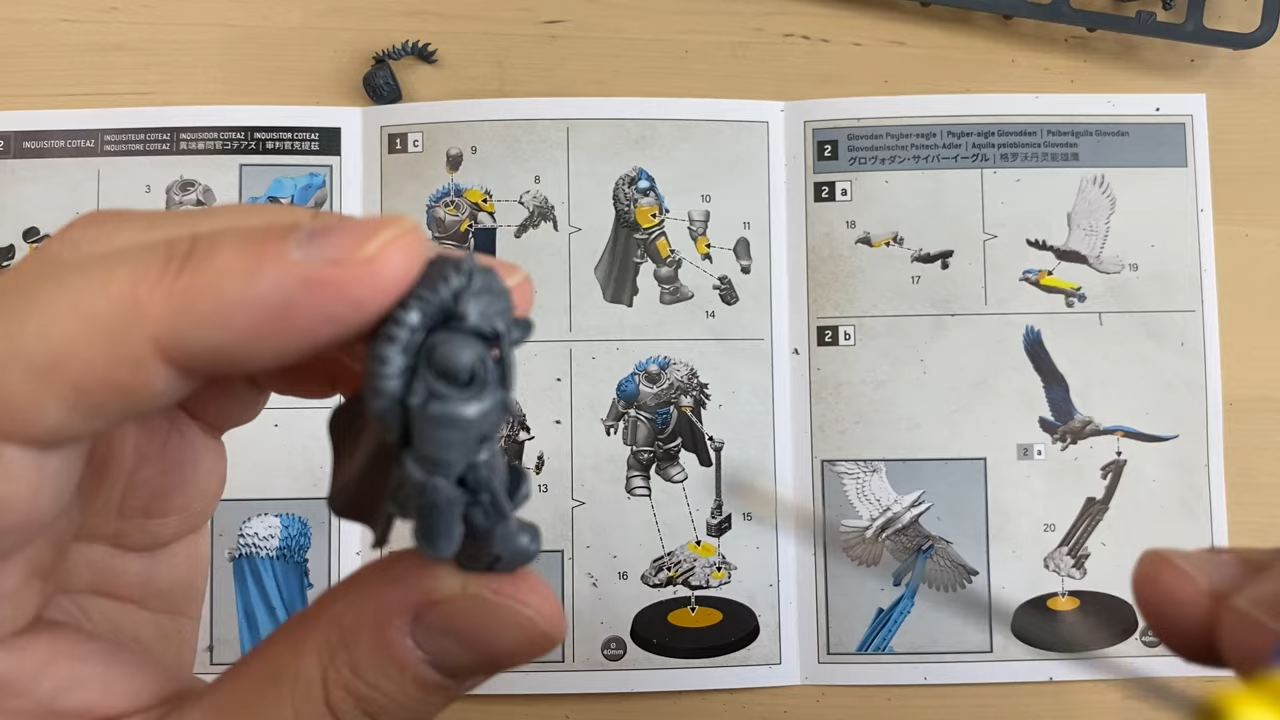 2
INQUISITOR COTEAZ
INQUISITEUR COTEAZ | INQUISIDOR COTEAZ | INQUISITOR COTEAZ
INQUISITORE COTEAZ | 異端審問官コテアズ | 审判官克提兹
3
1 c
9
8
10
11
14
13
15
16
Ø
40mm
2
Glovodan Psyber-eagle | Psyber-aigle Glovodéen | Psiberáguila Glovodan
Glovodanischer Psitech-Adler | Aquila psiobionica Glovodan
グロヴォダン・サイバーイーグル | 格罗沃丹灵能雄鹰
2 a
18
17
19
2 b
2 a
20
Ø
40mm